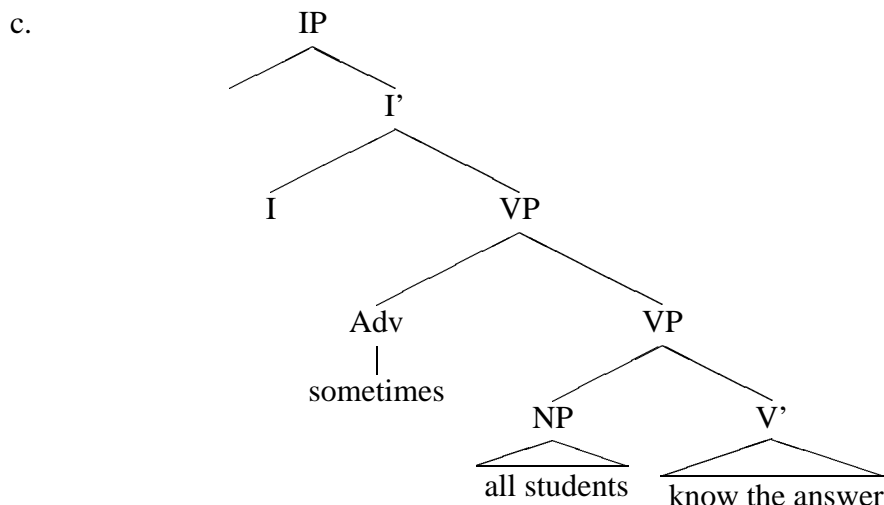 c. IP
I’
I VP
Adv VP
sometimes
NP V’
all students know the answer